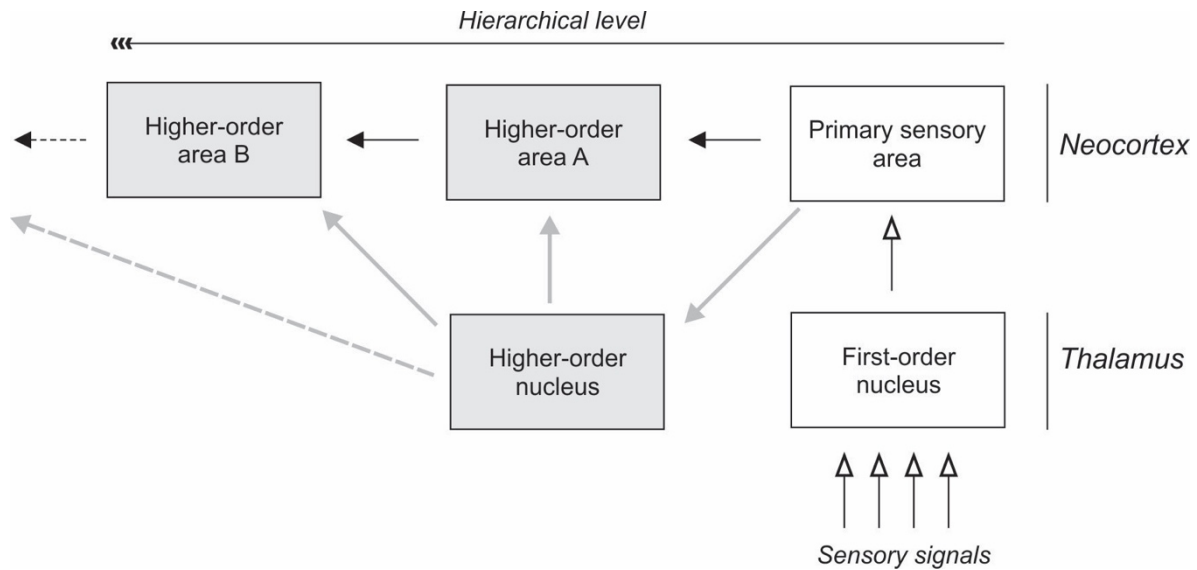 Hierarchical level
Higher-order
area B
Higher-order
area A
Primary sensory
area
Neocortex
Higher-order
nucleus
First-order
nucleus
Thalamus
Sensory signals